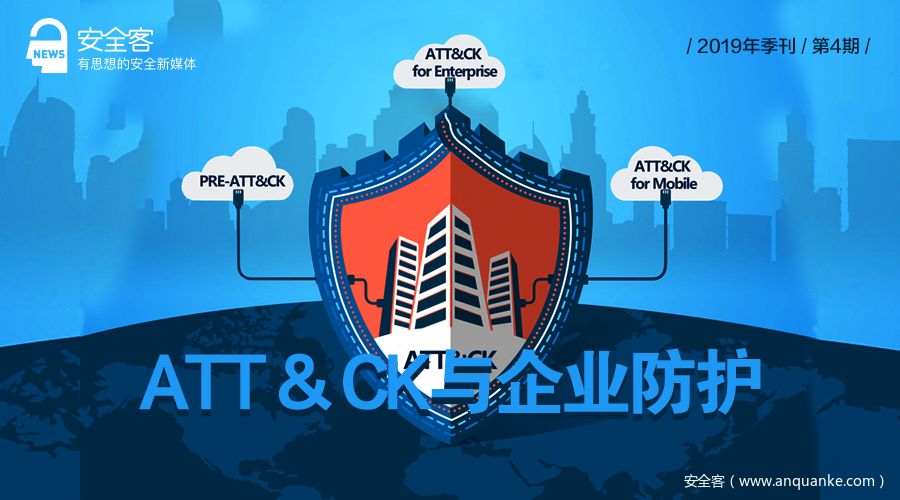 NEWS
安全客
有思想的安全新媒体
/ 2019年季刊 / 第4期 /
ATT&CK
for Enterprise
PRE-ATT&CK
ATT&CK
for Mobile
ATT&CK
ATT＆CK与企业防护
安全客（www.anquanke.com）